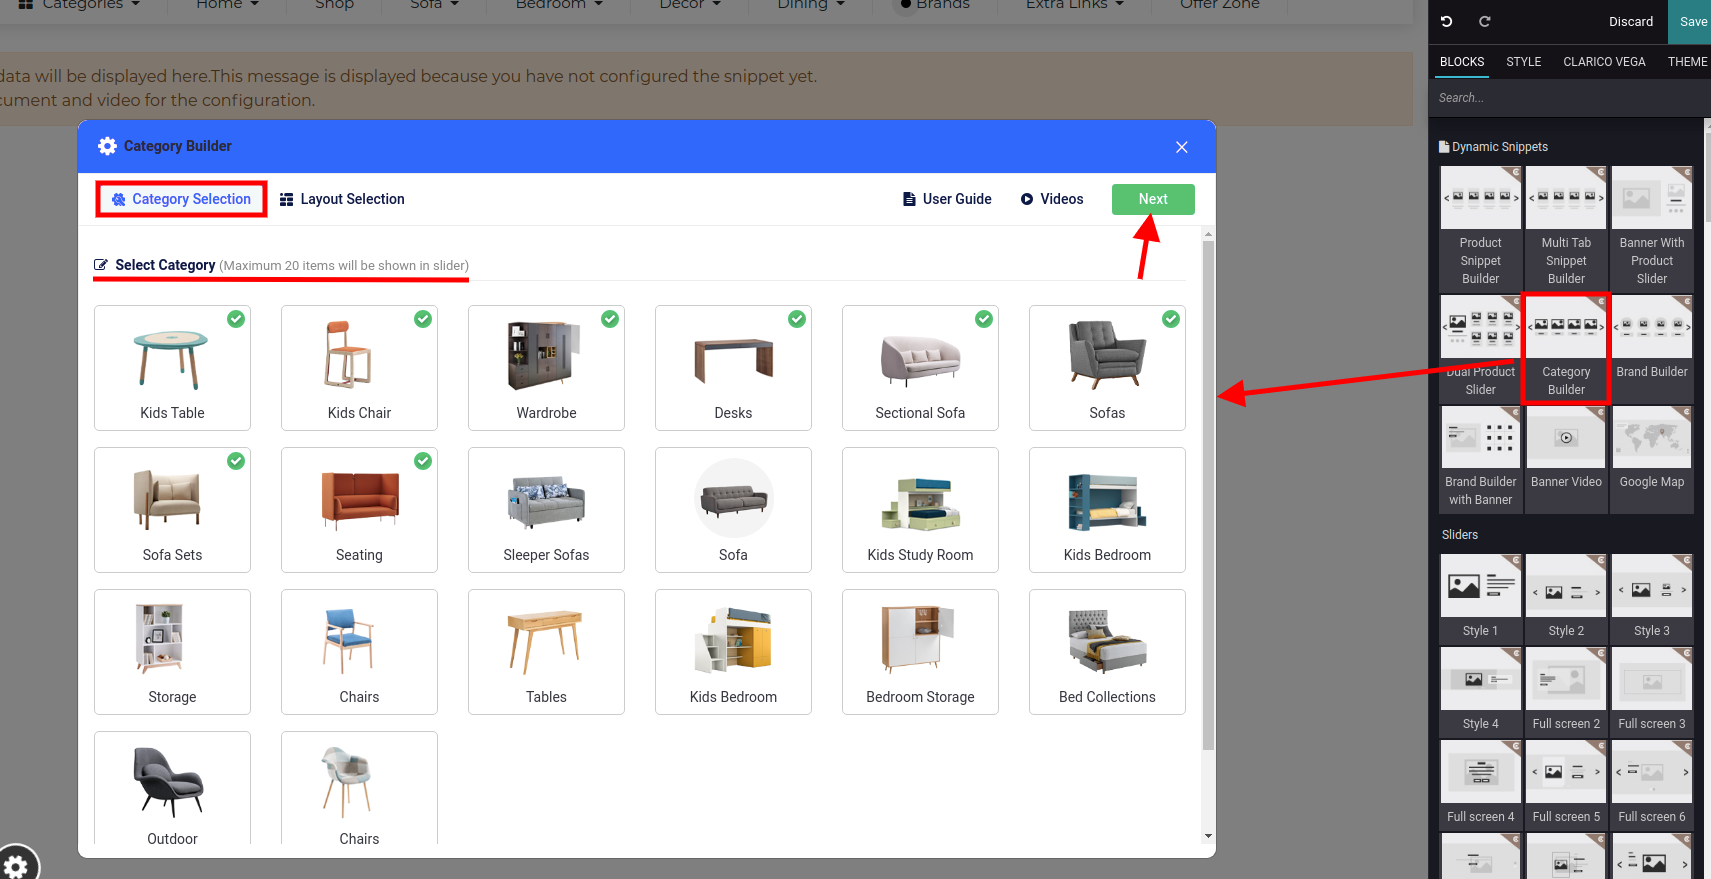 Categories
Home
Shop
Sofa
Bedroom
Decor
Dining
Brands
Extra Links
Offer Zone
Discard
Save
BLOCKS
STYLE
CLARICO VEGA
THEME
Search...
data will be displayed here.This message is displayed because you have not configured the snippet yet.
cument and video for the configuration.
Category Builder
Category Selection
Layout Selection
User Guide
Videos
Next
Select Category (Maximum 20 items will be shown in slider)
Kids Table
Kids Chair
Wardrobe
Desks
Sectional Sofa
Sofas
Sofa Sets
Seating
Sleeper Sofas
Sofa
Kids Study Room
Kids Bedroom
Storage
Chairs
Tables
Kids Bedroom
Bedroom Storage
Bed Collections
Outdoor
Chairs
Dynamic Snippets
Product
Snippet
Builder
Multi Tab
Snippet
Builder
Banner With
Product
Slider
Dual Product
Slider
Category
Builder
Brand Builder
Brand Builder
with Banner
Banner Video
Google Map
Sliders
Style 1
Style 2
Style 3
Style 4
Full screen 2
Full screen 3
Full screen 4
Full screen 5
Full screen 6